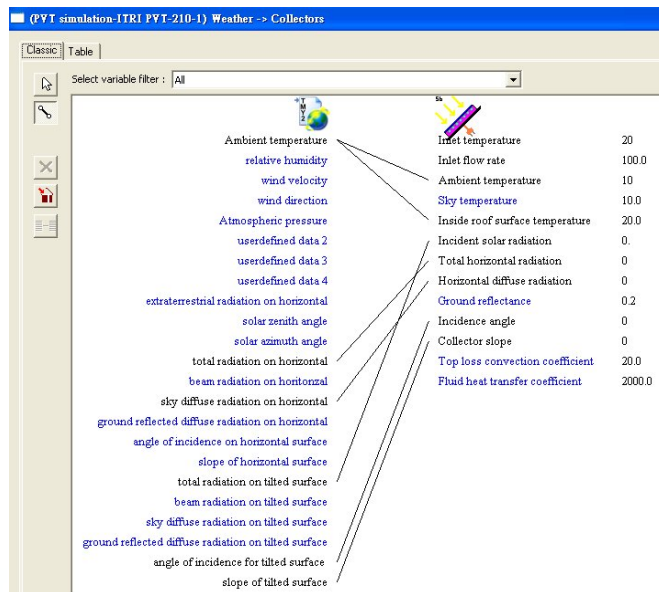 (PVT simulation-ITRI PVT-210-1) Weather -> Collectors
Classic Table
Select variable filter : All
TMY2 5b
Ambient temperature Inlet temperature 20
relative humidity Inlet flow rate 100.0
wind velocity Ambient temperature 10
wind direction Sky temperature 10.0
Atmospheric pressure Inside roof surface temperature 20.0
userdefined data 2 Incident solar radiation 0.
userdefined data 3 Total horizontal radiation 0
userdefined data 4 Horizontal diffuse radiation 0
extraterrestrial radiation on horizontal Ground reflectance 0.2
solar zenith angle Incidence angle 0
solar azimuth angle Collector slope 0
total radiation on horizontal Top loss convection coefficient 20.0
beam radiation on horitonzal Fluid heat transfer coefficient 2000.0
sky diffuse radiation on horizontal
ground reflected diffuse radiation on horizontal
angle of incidence on horizontal surface
slope of horizontal surface
total radiation on tilted surface
beam radiation on tilted surface
sky diffuse radiation on tilted surface
ground reflected diffuse radiation on tilted surface
angle of incidence for tilted surface
slope of tilted surface